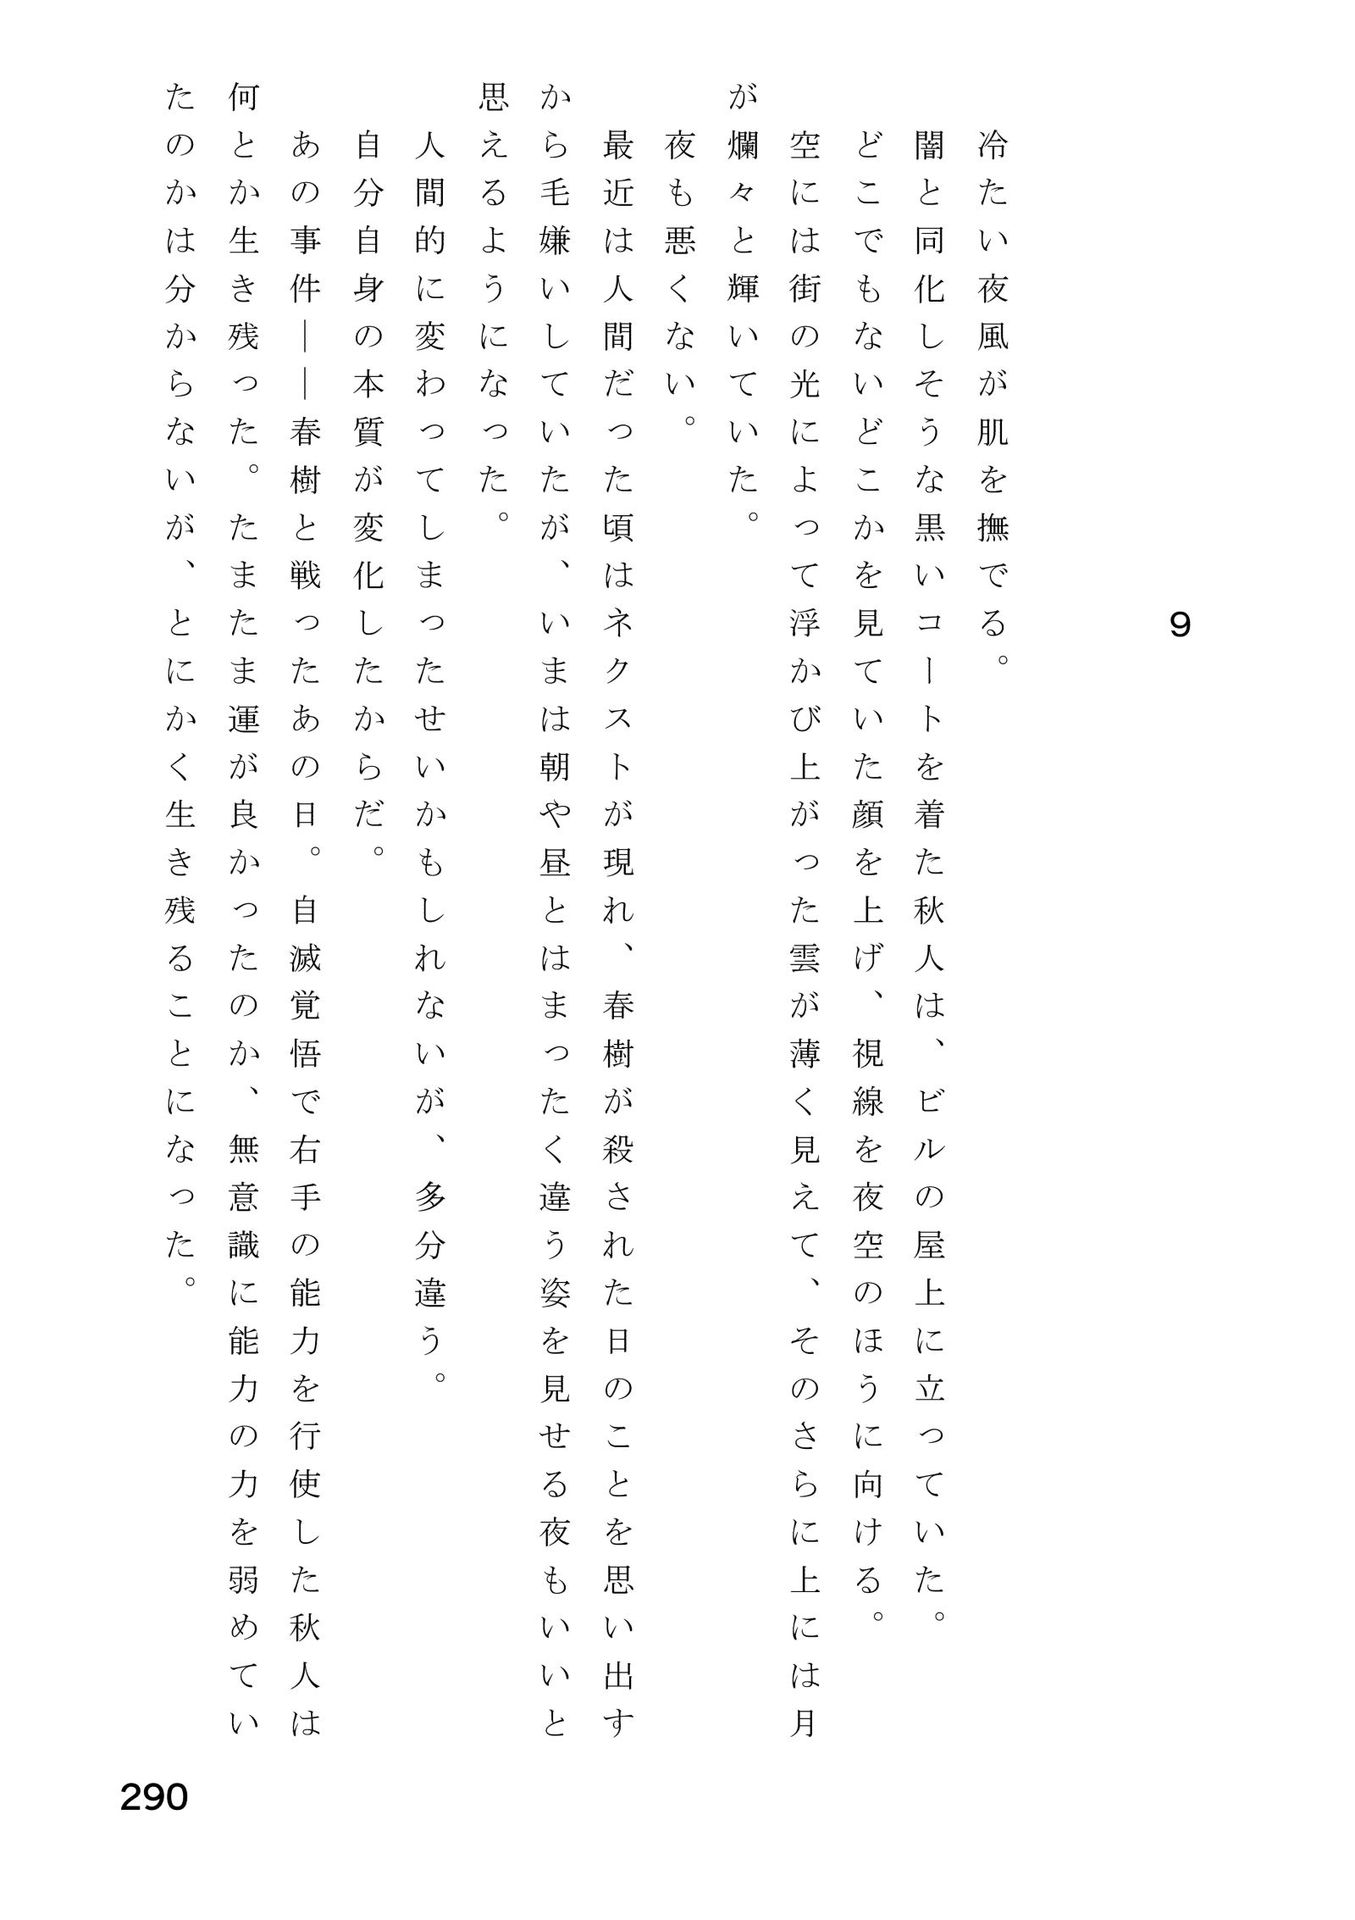 9
冷たい夜風が肌を撫でる。
闇と同化しそうな黒いコートを着た秋人は、ビルの屋上に立っていた。
どこでもないどこかを見ていた顔を上げ、視線を夜空のほうに向ける。
空には街の光によって浮かび上がった雲が薄く見えて、そのさらに上には月
が爛々と輝いていた。
夜も悪くない。
最近は人間だった頃はネクストが現れ、春樹が殺された日のことを思い出す
から毛嫌いしていたが、いまは朝や昼とはまったく違う姿を見せる夜もいいと
思えるようになった。
人間的に変わってしまったせいかもしれないが、多分違う。
自分自身の本質が変化したからだ。
あの事件――春樹と戦ったあの日。自滅覚悟で右手の能力を行使した秋人は
何とか生き残った。たまたま運が良かったのか、無意識に能力の力を弱めてい
たのかは分からないが、とにかく生き残ることになった。
290